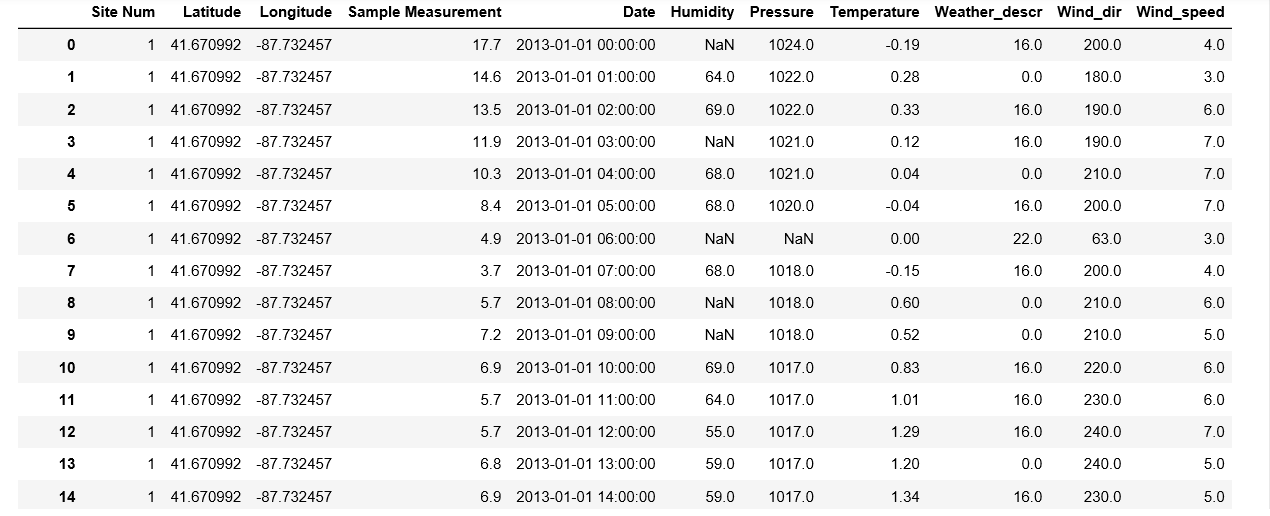 Site Num Latitude Longitude Sample Measurement Date Humidity Pressure Temperature Weather_descr Wind_dir Wind_speed
0 1 41.670992 -87.732457 17.7 2013-01-01 00:00:00 NaN 1024.0 -0.19 16.0 200.0 4.0
1 1 41.670992 -87.732457 14.6 2013-01-01 01:00:00 64.0 1022.0 0.28 0.0 180.0 3.0
2 1 41.670992 -87.732457 13.5 2013-01-01 02:00:00 69.0 1022.0 0.33 16.0 190.0 6.0
3 1 41.670992 -87.732457 11.9 2013-01-01 03:00:00 NaN 1021.0 0.12 16.0 190.0 7.0
4 1 41.670992 -87.732457 10.3 2013-01-01 04:00:00 68.0 1021.0 0.04 0.0 210.0 7.0
5 1 41.670992 -87.732457 8.4 2013-01-01 05:00:00 68.0 1020.0 -0.04 16.0 200.0 7.0
6 1 41.670992 -87.732457 4.9 2013-01-01 06:00:00 NaN NaN 0.00 22.0 63.0 3.0
7 1 41.670992 -87.732457 3.7 2013-01-01 07:00:00 68.0 1018.0 -0.15 16.0 200.0 4.0
8 1 41.670992 -87.732457 5.7 2013-01-01 08:00:00 NaN 1018.0 0.60 0.0 210.0 6.0
9 1 41.670992 -87.732457 7.2 2013-01-01 09:00:00 NaN 1018.0 0.52 0.0 210.0 5.0
10 1 41.670992 -87.732457 6.9 2013-01-01 10:00:00 69.0 1017.0 0.83 16.0 220.0 6.0
11 1 41.670992 -87.732457 5.7 2013-01-01 11:00:00 64.0 1017.0 1.01 16.0 230.0 6.0
12 1 41.670992 -87.732457 5.7 2013-01-01 12:00:00 55.0 1017.0 1.29 16.0 240.0 7.0
13 1 41.670992 -87.732457 6.8 2013-01-01 13:00:00 59.0 1017.0 1.20 0.0 240.0 5.0
14 1 41.670992 -87.732457 6.9 2013-01-01 14:00:00 59.0 1017.0 1.34 16.0 230.0 5.0